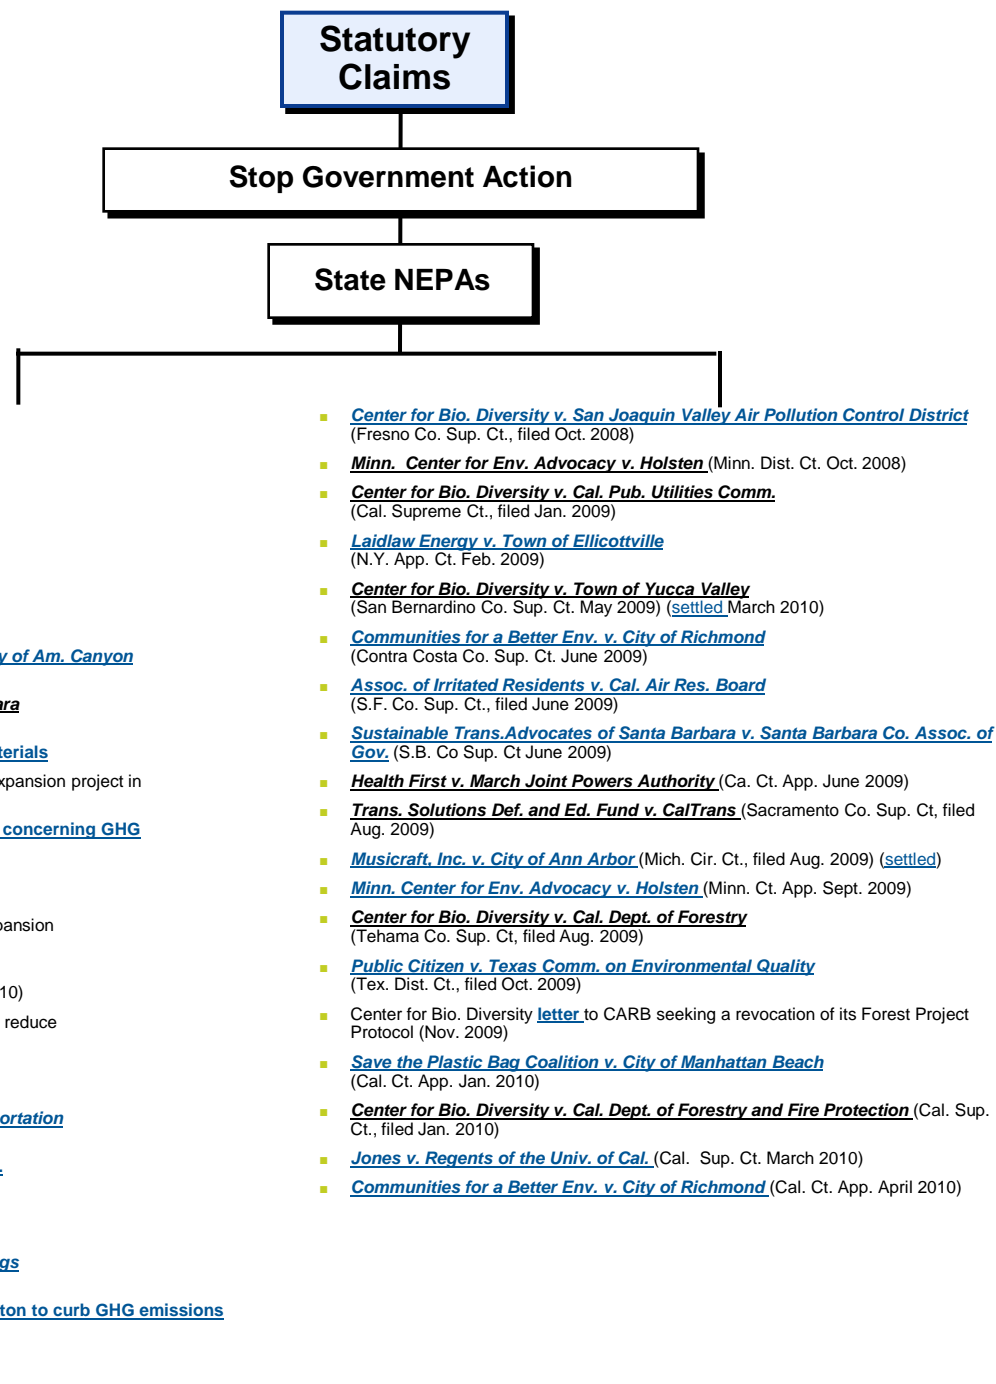 Statutory
Claims
Stop Government Action
State NEPAs
y of Am. Canyon
ara
terials
xpansion project in
concerning GHG
pansion
10)
reduce
ortation
.
gs
ton to curb GHG emissions
■ Center for Bio. Diversity v. San Joaquin Valley Air Pollution Control District
(Fresno Co. Sup. Ct., filed Oct. 2008)
■ Minn. Center for Env. Advocacy v. Holsten (Minn. Dist. Ct. Oct. 2008)
■ Center for Bio. Diversity v. Cal. Pub. Utilities Comm.
(Cal. Supreme Ct., filed Jan. 2009)
■ Laidlaw Energy v. Town of Ellicottville
(N.Y. App. Ct. Feb. 2009)
■ Center for Bio. Diversity v. Town of Yucca Valley
(San Bernardino Co. Sup. Ct. May 2009) (settled March 2010)
■ Communities for a Better Env. v. City of Richmond
(Contra Costa Co. Sup. Ct. June 2009)
■ Assoc. of Irritated Residents v. Cal. Air Res. Board
(S.F. Co. Sup. Ct., filed June 2009)
■ Sustainable Trans.Advocates of Santa Barbara v. Santa Barbara Co. Assoc. of
Gov. (S.B. Co Sup. Ct June 2009)
■ Health First v. March Joint Powers Authority (Ca. Ct. App. June 2009)
■ Trans. Solutions Def. and Ed. Fund v. CalTrans (Sacramento Co. Sup. Ct, filed
Aug. 2009)
■ Musicraft, Inc. v. City of Ann Arbor (Mich. Cir. Ct., filed Aug. 2009) (settled)
■ Minn. Center for Env. Advocacy v. Holsten (Minn. Ct. App. Sept. 2009)
■ Center for Bio. Diversity v. Cal. Dept. of Forestry
(Tehama Co. Sup. Ct, filed Aug. 2009)
■ Public Citizen v. Texas Comm. on Environmental Quality
(Tex. Dist. Ct., filed Oct. 2009)
■ Center for Bio. Diversity letter to CARB seeking a revocation of its Forest Project
Protocol (Nov. 2009)
■ Save the Plastic Bag Coalition v. City of Manhattan Beach
(Cal. Ct. App. Jan. 2010)
■ Center for Bio. Diversity v. Cal. Dept. of Forestry and Fire Protection (Cal. Sup.
Ct., filed Jan. 2010)
■ Jones v. Regents of the Univ. of Cal. (Cal. Sup. Ct. March 2010)
■ Communities for a Better Env. v. City of Richmond (Cal. Ct. App. April 2010)